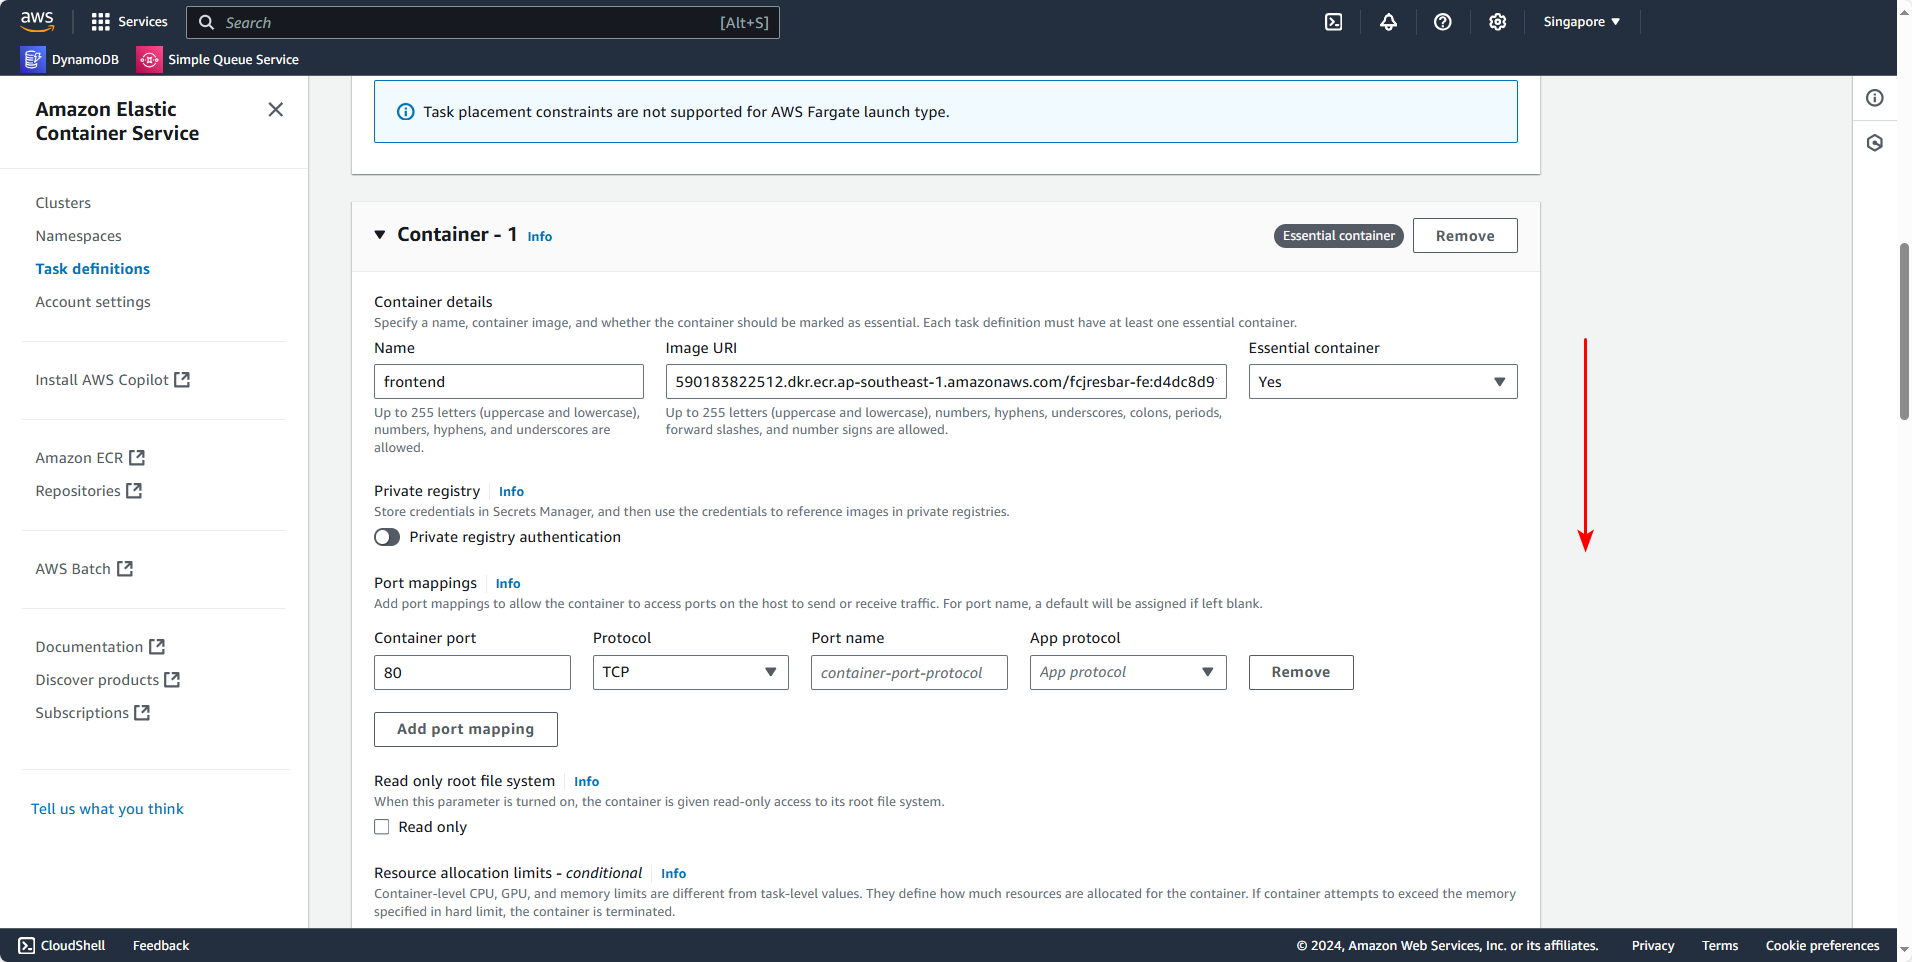 aws
Services
Search
[Alt+S]
Singapore
DynamoDB
Simple Queue Service
Amazon Elastic
Container Service
Clusters
Namespaces
Task definitions
Account settings
Install AWS Copilot
Amazon ECR
Repositories
AWS Batch
Documentation
Discover products
Subscriptions
Tell us what you think
Task placement constraints are not supported for AWS Fargate launch type.
Container - 1 Info
Essential container
Remove
Container details
Specify a name, container image, and whether the container should be marked as essential. Each task definition must have at least one essential container.
Name
frontend
Up to 255 letters (uppercase and lowercase),
numbers, hyphens, and underscores are
allowed.
Image URI
590183822512.dkr.ecr.ap-southeast-1.amazonaws.com/fcjresbar-fe:d4dc8d9
Up to 255 letters (uppercase and lowercase), numbers, hyphens, underscores, colons, periods,
forward slashes, and number signs are allowed.
Essential container
Yes
Private registry Info
Store credentials in Secrets Manager, and then use the credentials to reference images in private registries.
Private registry authentication
Port mappings Info
Add port mappings to allow the container to access ports on the host to send or receive traffic. For port name, a default will be assigned if left blank.
Container port
80
Protocol
TCP
Port name
container-port-protocol
App protocol
App protocol
Remove
Add port mapping
Read only root file system Info
When this parameter is turned on, the container is given read-only access to its root file system.
Read only
Resource allocation limits - conditional Info
Container-level CPU, GPU, and memory limits are different from task-level values. They define how much resources are allocated for the container. If container attempts to exceed the memory
specified in hard limit, the container is terminated.
CloudShell
Feedback
© 2024, Amazon Web Services, Inc. or its affiliates.
Privacy
Terms
Cookie preferences